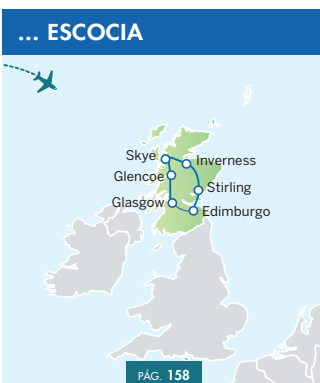 ... ESCOCIA
Skye
Inverness
Glencoe
Stirling
Glasgow
Edimburgo
PÁG. 158